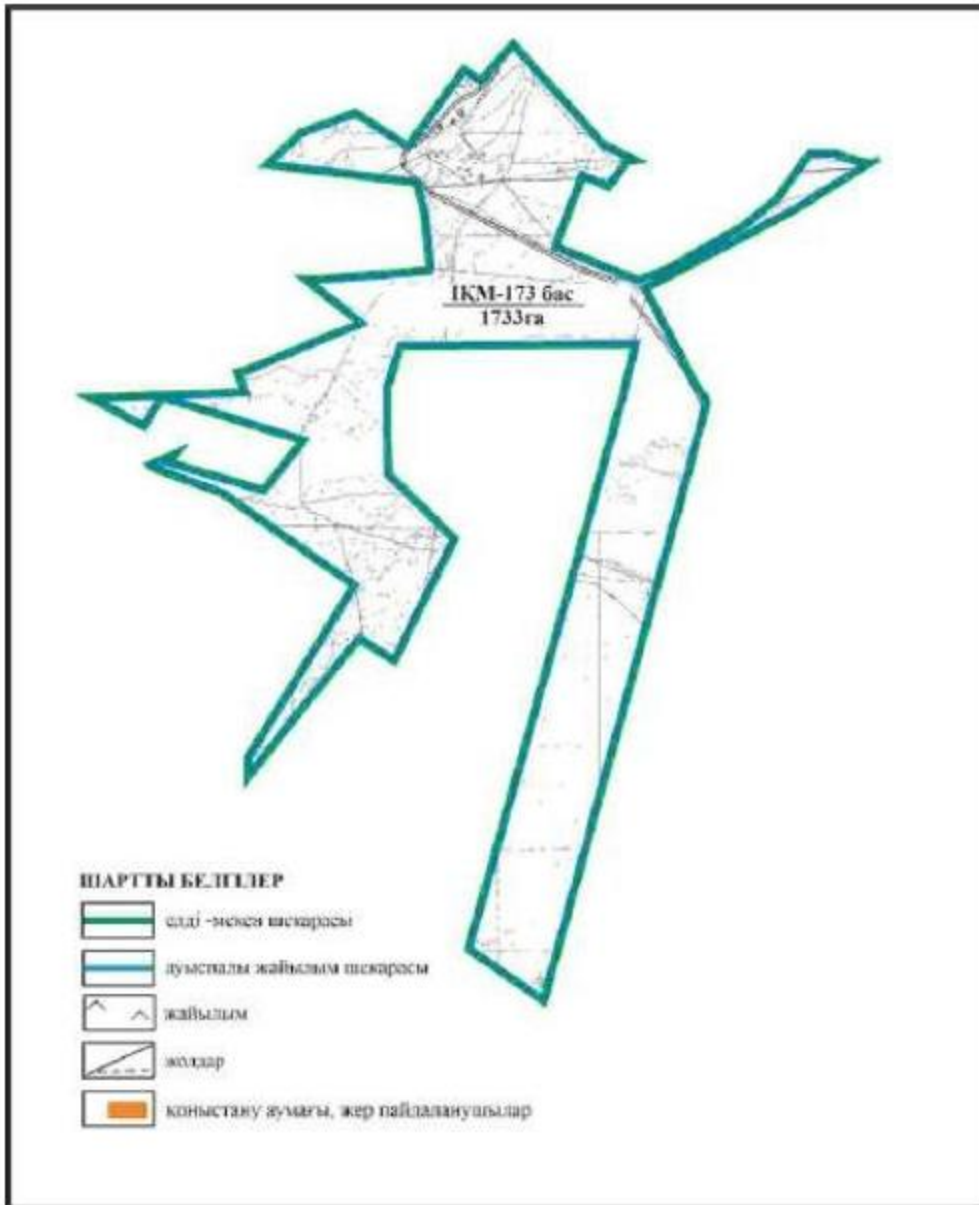 ІҚМ-173 бас
1733га
ШАРТТЫ БЕЛГІЛЕР
елді -мекен шекарасы
ауыспалы жайылым шекарасы
жайылым
жолдар
қоныстану аумағы, жер пайдаланушылар